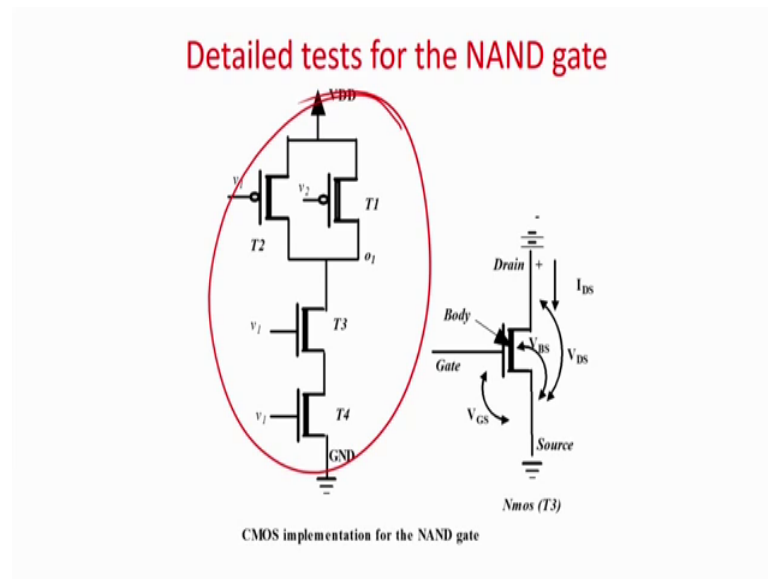 Detailed tests for the NAND gate
VDD
v1
v2
T1
T2
o1
v1
T3
v1
T4
GND
Drain
+
-
IDS
Body
VBS
VDS
Gate
VGS
Source
Nmos (T3)
CMOS implementation for the NAND gate